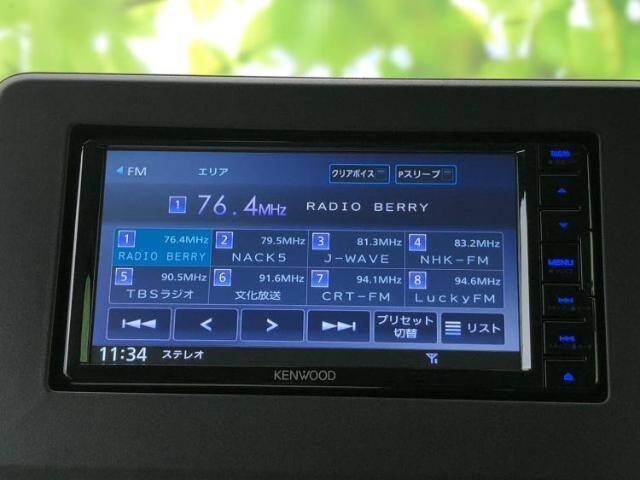 FM エリア クリアボイス Pスリープ
1 76.4MHz RADIO BERRY
1 76.4MHz 2 79.5MHz 3 81.3MHz 4 83.2MHz
RADIO BERRY NACK5 J-WAVE NHK-FM
5 90.5MHz 6 91.6MHz 7 94.1MHz 8 94.6MHz
TBSラジオ 文化放送 CRT-FM LuckyFM
プリセット
切替 リスト
11:34 ステレオ
KENWOOD
MENU